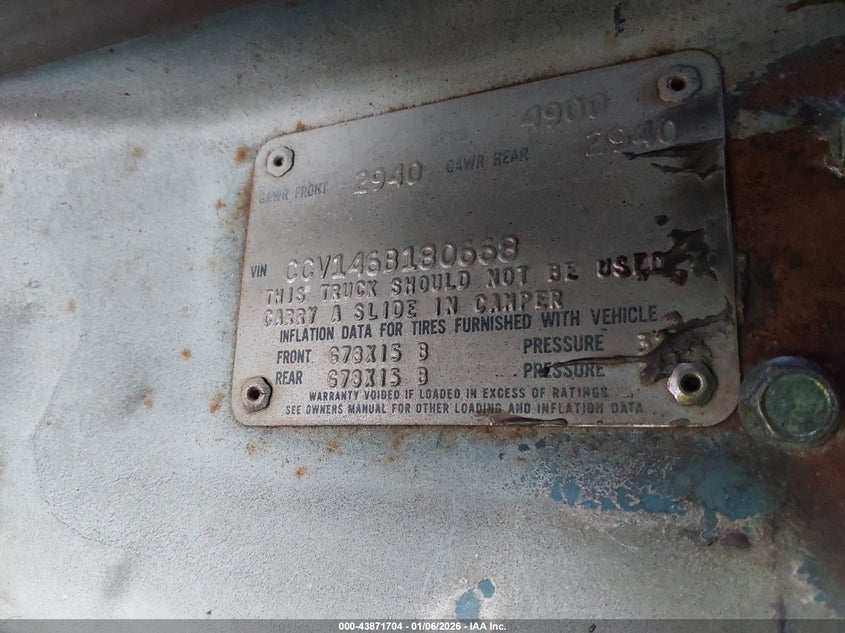 4900
GAWR FRONT 2940 GAWR REAR 2940
VIN CCV146B180668
THIS TRUCK SHOULD NOT BE USED
CARRY A SLIDE IN CAMPER
INFLATION DATA FOR TIRES FURNISHED WITH VEHICLE
FRONT G78X15 B PRESSURE
REAR G78X15 B PRESSURE
WARRANTY VOIDED IF LOADED IN EXCESS OF RATINGS
SEE OWNERS MANUAL FOR OTHER LOADING AND INFLATION DATA
000-43871704 | 01/06/2026 - IAA Inc.